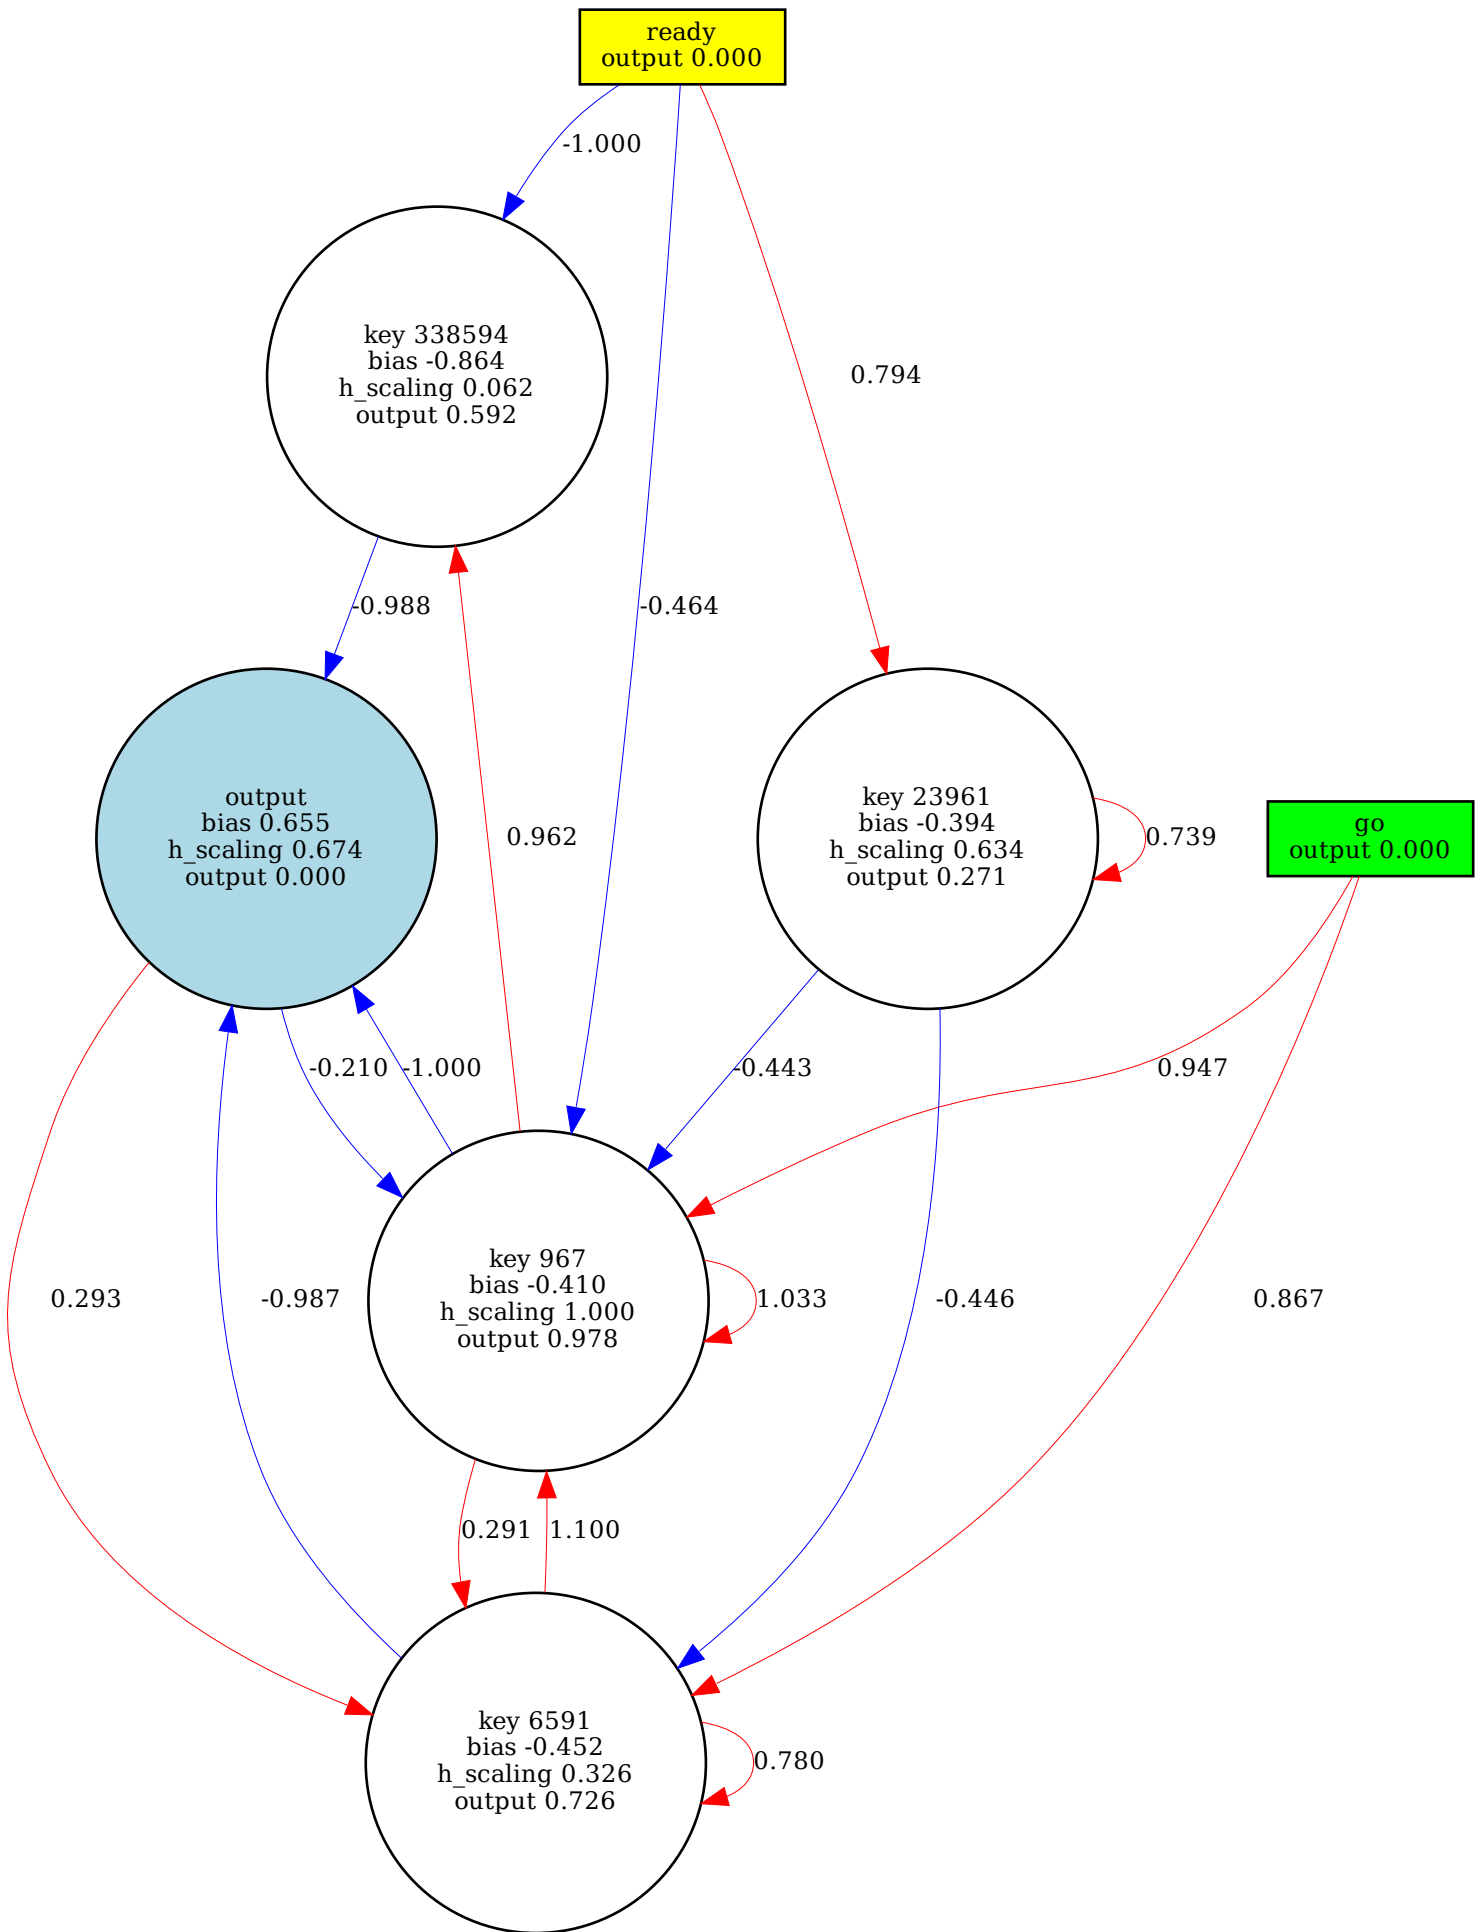 ready
output 0.000
-1.000
key 338594
bias -0.864
h_scaling 0.062
output 0.592
0.794
-0.988
-0.464
output
bias 0.655
h_scaling 0.674
output 0.000
0.962
key 23961
bias -0.394
h_scaling 0.634
output 0.271
0.739
go
output 0.000
-0.210
-1.000
-0.443
0.947
0.293
-0.987
key 967
bias -0.410
h_scaling 1.000
output 0.978
1.033
-0.446
0.867
0.291
1.100
key 6591
bias -0.452
h_scaling 0.326
output 0.726
0.780